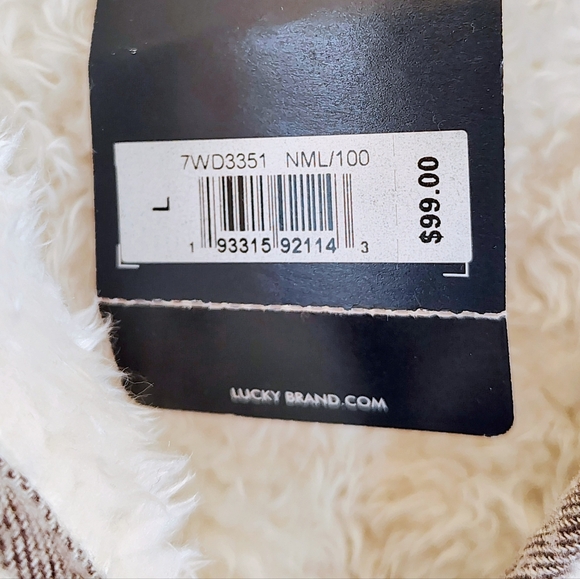 7WD3351 NML/100
L
1 93315 92114 3
$99.00
LUCKY BRAND.COM